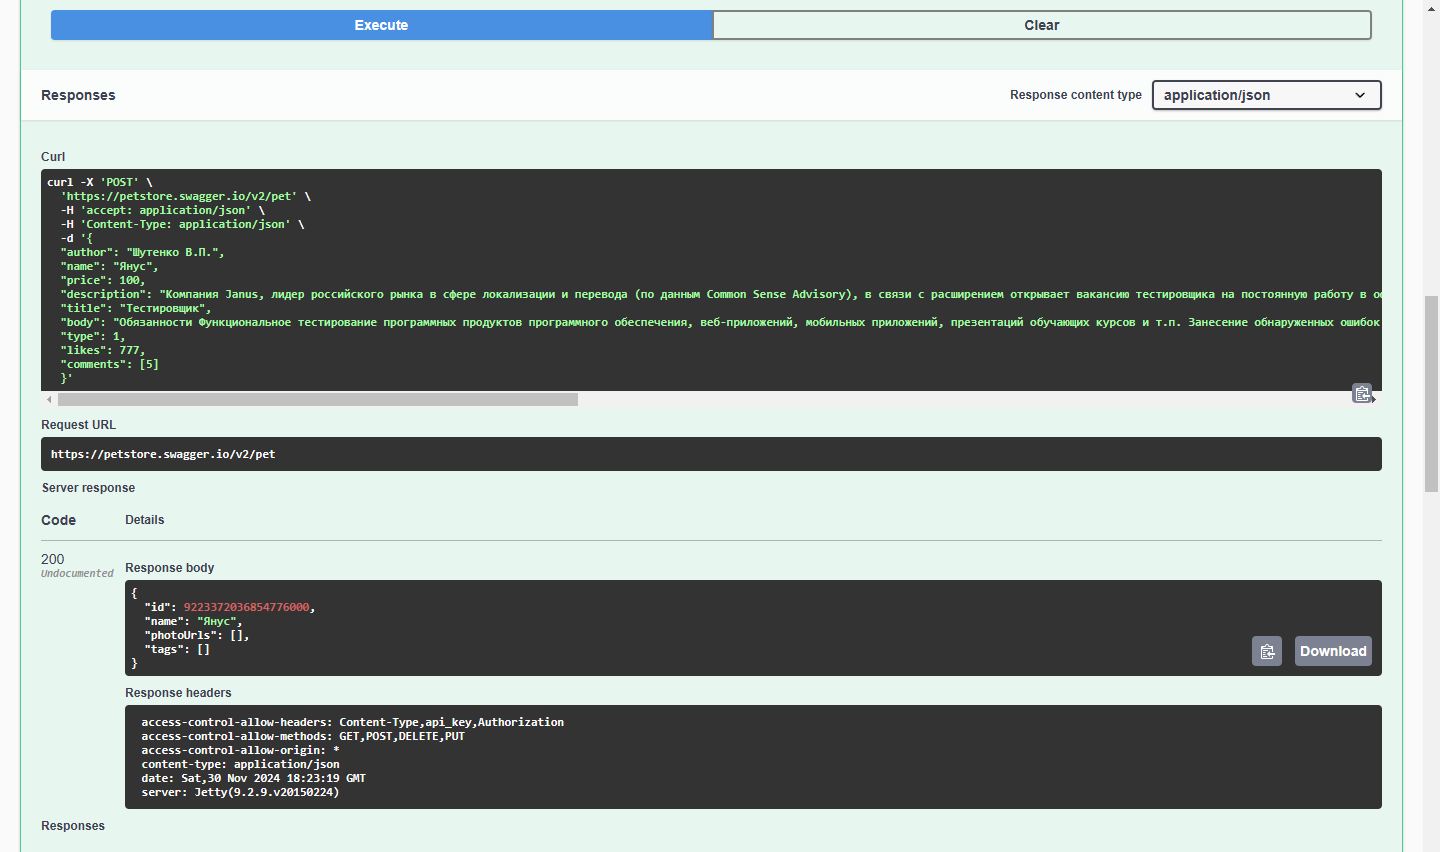 Execute
Clear
Responses
Response content type
application/json
Curl
curl -X 'POST' \
'https://petstore.swagger.io/v2/pet' \
-H 'accept: application/json' \
-H 'Content-Type: application/json' \
-d '{
"author": "Шутенко В.П.",
"name": "Янус",
"price": 100,
"description": "Компания Janus, лидер российского рынка в сфере локализации и перевода (по данным Common Sense Advisory), в связи с расширением открывает вакансию тестировщика на постоянную работу в
"title": "Тестировщик",
"body": "Обязанности Функциональное тестирование программных продуктов программного обеспечения, веб-приложений, мобильных приложений, презентаций обучающих курсов и т.п. Занесение обнаруженных ошибок
"type": 1,
"likes": 777,
"comments": [5]
}'
Request URL
https://petstore.swagger.io/v2/pet
Server response
Code
Details
200
Undocumented
Response body
{
"id": 9223372036854776000,
"name": "Янус",
"photoUrls": [],
"tags": []
}
Download
Response headers
access-control-allow-headers: Content-Type,api_key,Authorization
access-control-allow-methods: GET,POST,DELETE,PUT
access-control-allow-origin: *
content-type: application/json
date: Sat,30 Nov 2024 18:23:19 GMT
server: Jetty(9.2.9.v20150224)
Responses